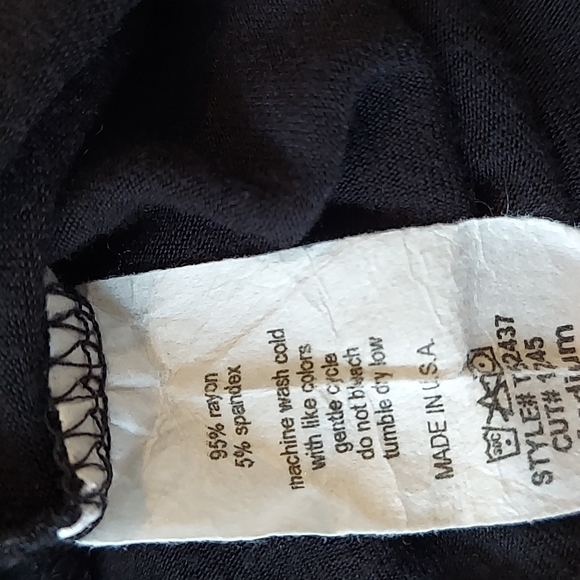 95% rayon
5% spandex
machine wash cold
with like colors
gentle cycle
do not bleach
tumble dry low
MADE IN U.S.A.
STYLE#
CUT#